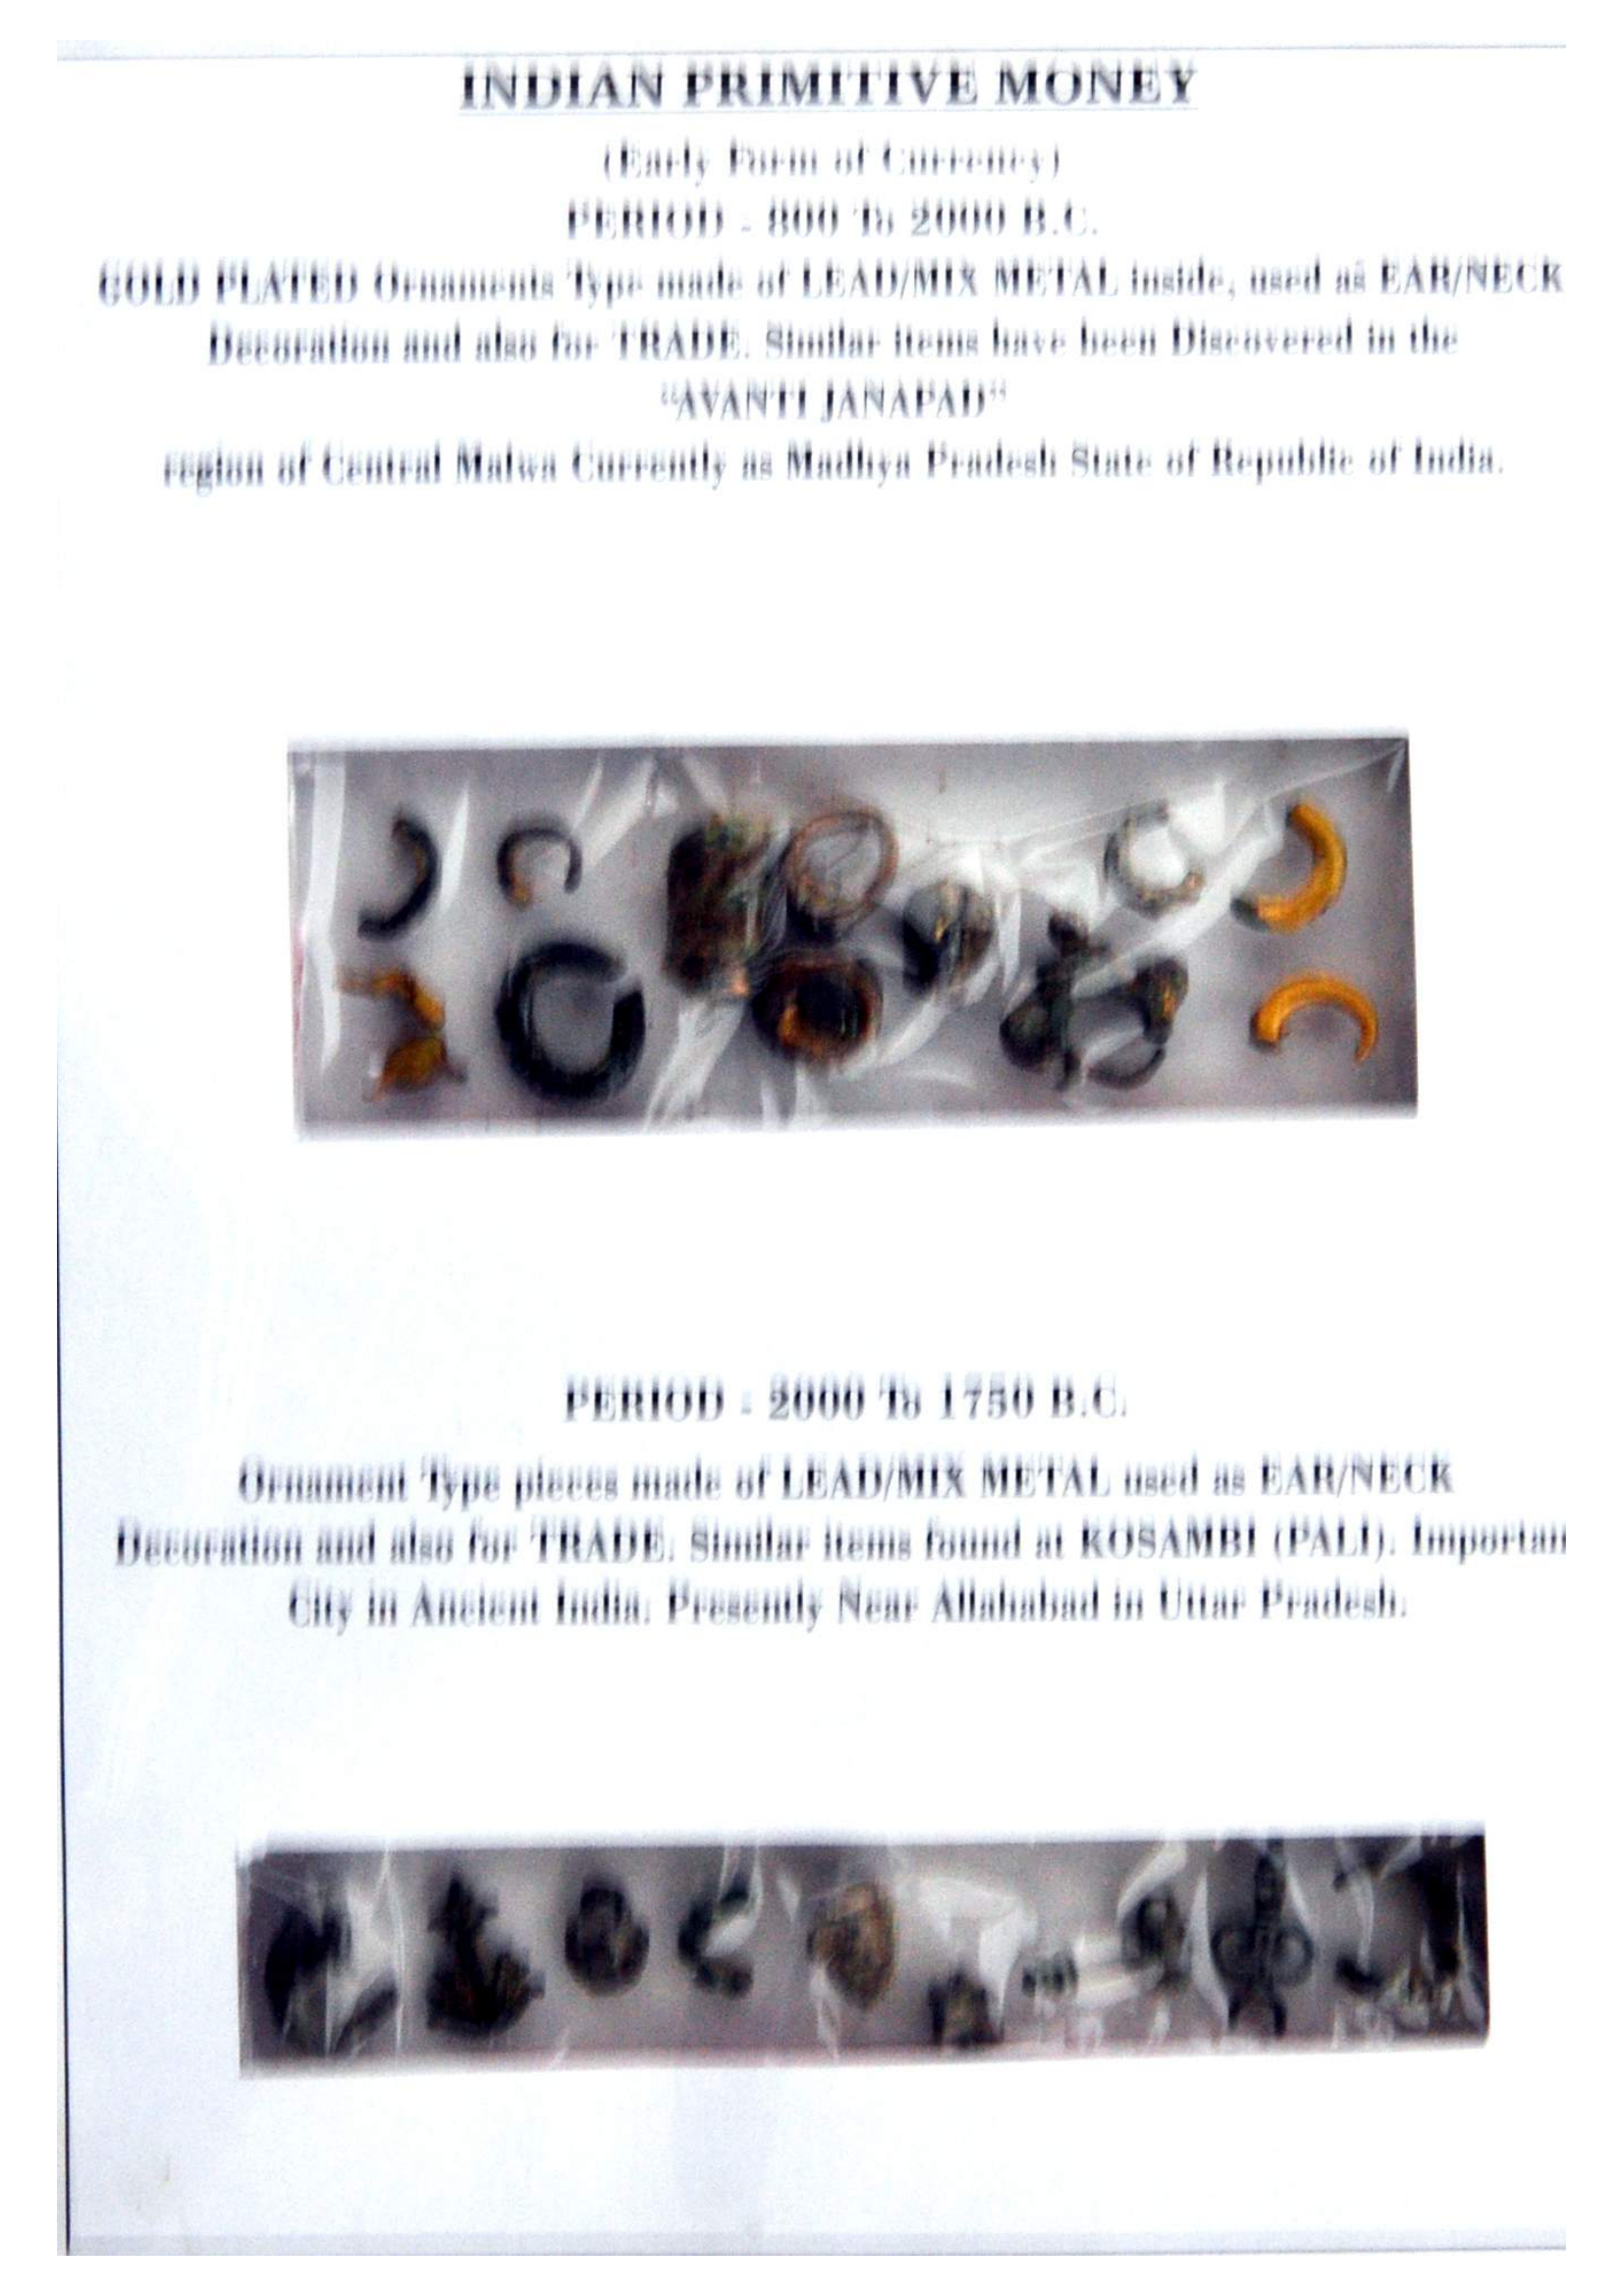 INDIAN PRIMITIVE MONEY
(Early Form of Currency)
PERIOD - 800 To 2000 B.C.
GOLD PLATED Ornaments Type made of LEAD/MIX METAL inside, used as EAR/NECK
Decoration and also for TRADE. Similar items have been Discovered in the
"AVANTI JANAPAD"
region of Central Malwa Currently as Madhya Pradesh State of Republic of India.
PERIOD - 2000 To 1750 B.C.
Ornament Type pieces made of LEAD/MIX METAL used as EAR/NECK
Decoration and also for TRADE. Similar items found at KOSAMBI (PALI). Importan
City in Ancient India. Presently Near Allahabad in Uttar Pradesh.